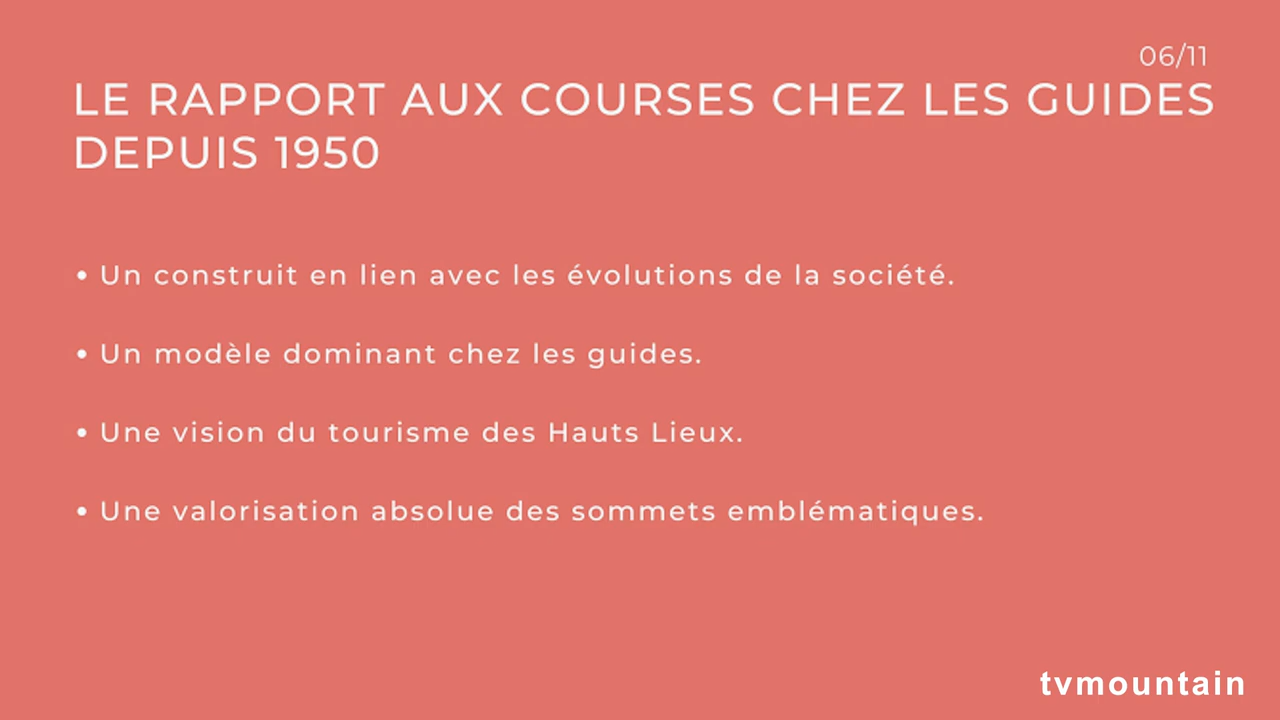 06/11
LE RAPPORT AUX COURSES CHEZ LES GUIDES
DEPUIS 1950
• Un construit en lien avec les évolutions de la société.
• Un modèle dominant chez les guides.
• Une vision du tourisme des Hauts Lieux.
• Une valorisation absolue des sommets emblématiques.
tvmountain